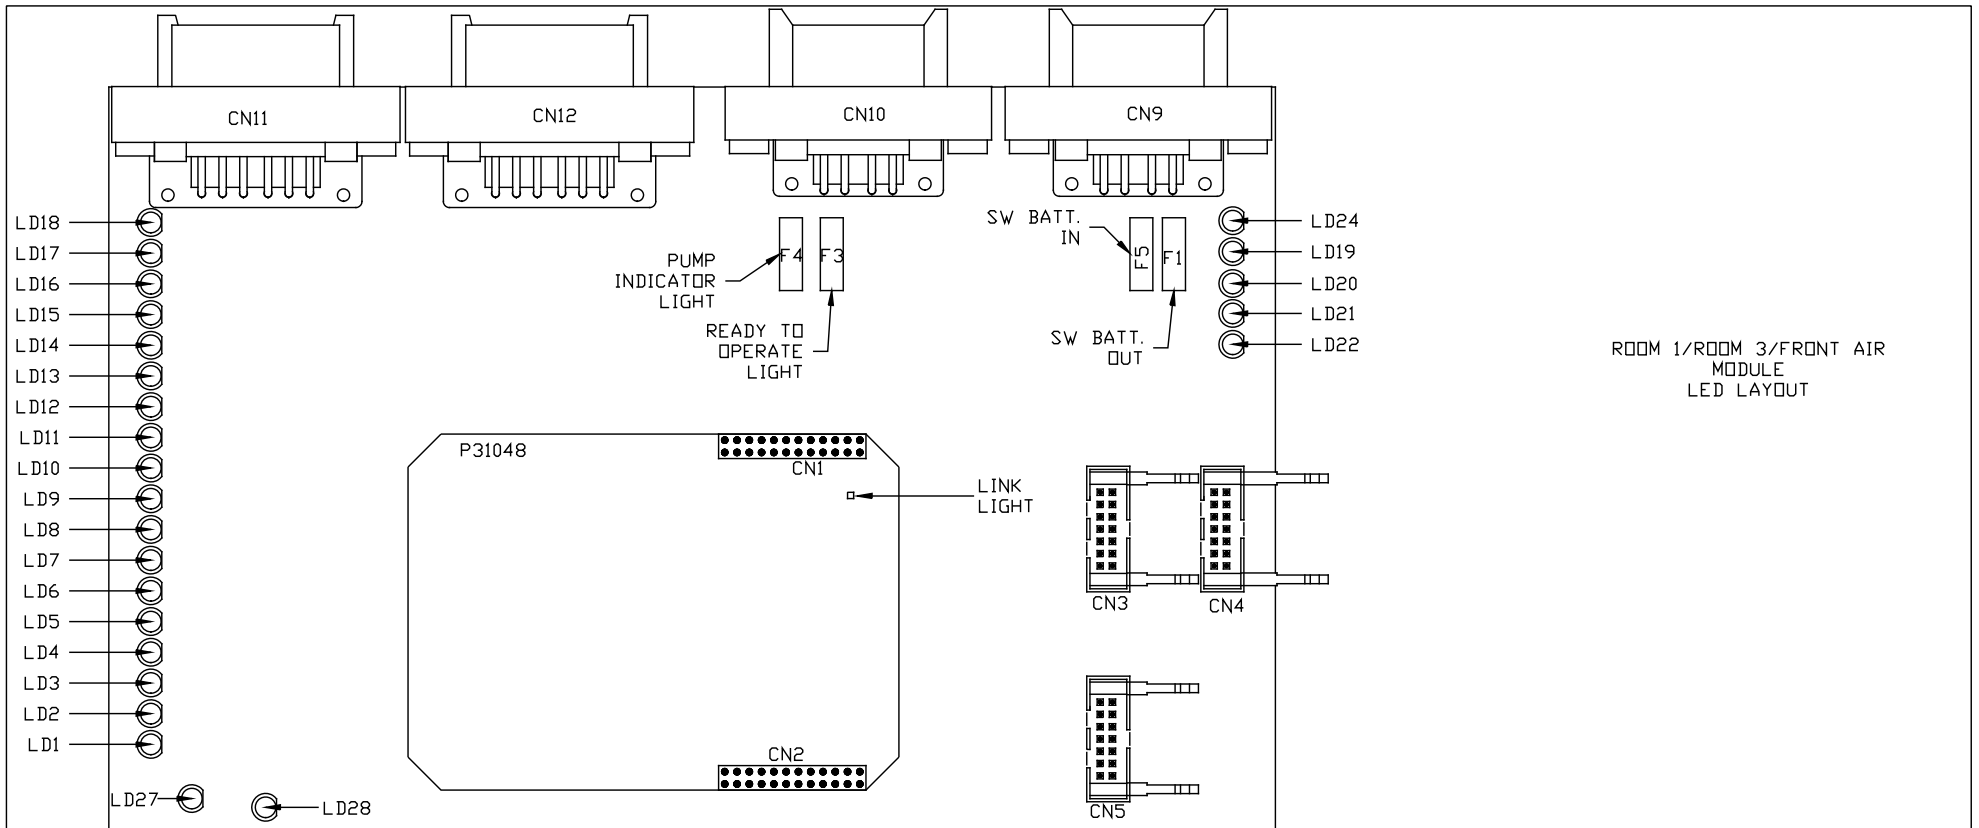 CN11
CN12
CN10
CN9
LD18
LD17
LD16
LD15
LD14
LD13
LD12
LD11
LD10
LD9
LD8
LD7
LD6
LD5
LD4
LD3
LD2
LD1
LD27
LD28
PUMP
INDICATOR
LIGHT
F4
F3
READY TO
OPERATE
LIGHT
SW BATT.
IN
F5
F1
SW BATT.
OUT
LD24
LD19
LD20
LD21
LD22
ROOM 1/ROOM 3/FRONT AIR
MODULE
LED LAYOUT
P31048
CN1
LINK
LIGHT
CN2
CN3
CN4
CN5